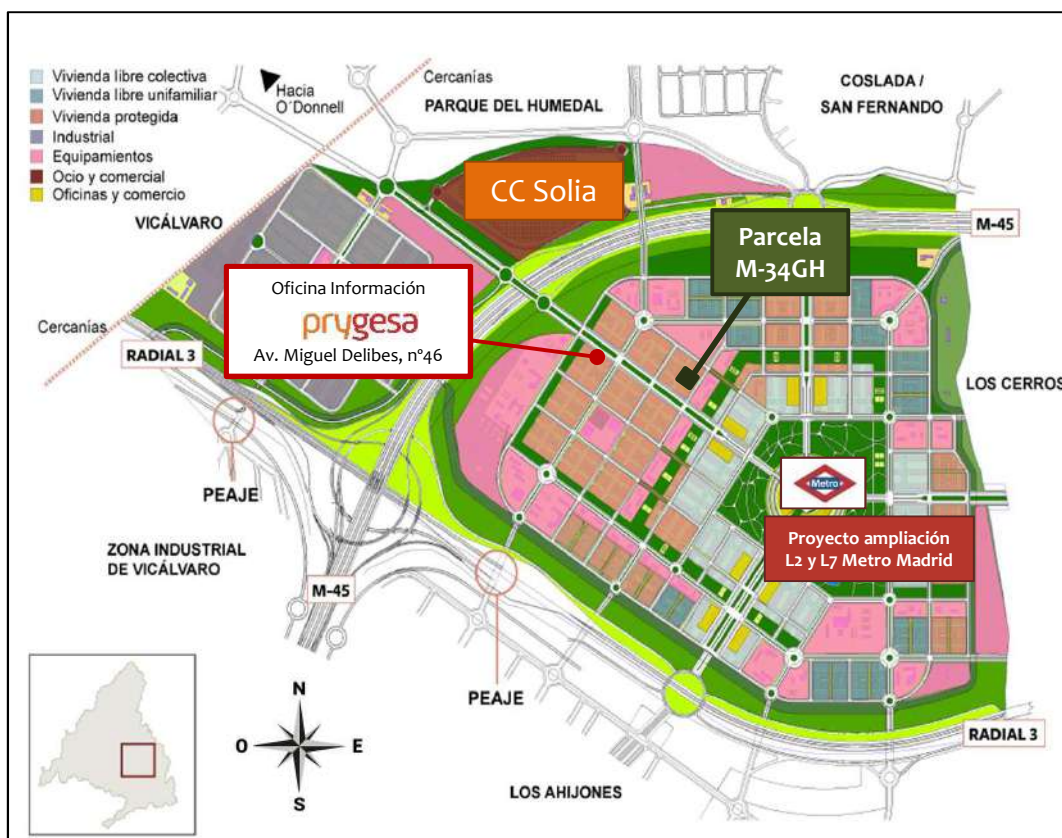 Vivienda libre colectiva
Vivienda libre unifamiliar
Vivienda protegida
Industrial
Equipamientos
Ocio y comercial
Oficinas y comercio
Hacia
O´Donnell
Cercanías
PARQUE DEL HUMEDAL
COSLADA /
SAN FERNANDO
VICÁLVARO
CC Solia
Parcela
M-34GH
M-45
Oficina Información
prygesa
Av. Miguel Delibes, nº46
Cercanías
RADIAL 3
LOS CERROS
PEAJE
Metro
Proyecto ampliación
L2 y L7 Metro Madrid
ZONA INDUSTRIAL
DE VICÁLVARO
M-45
PEAJE
N
O
E
S
RADIAL 3
LOS AHIJONES